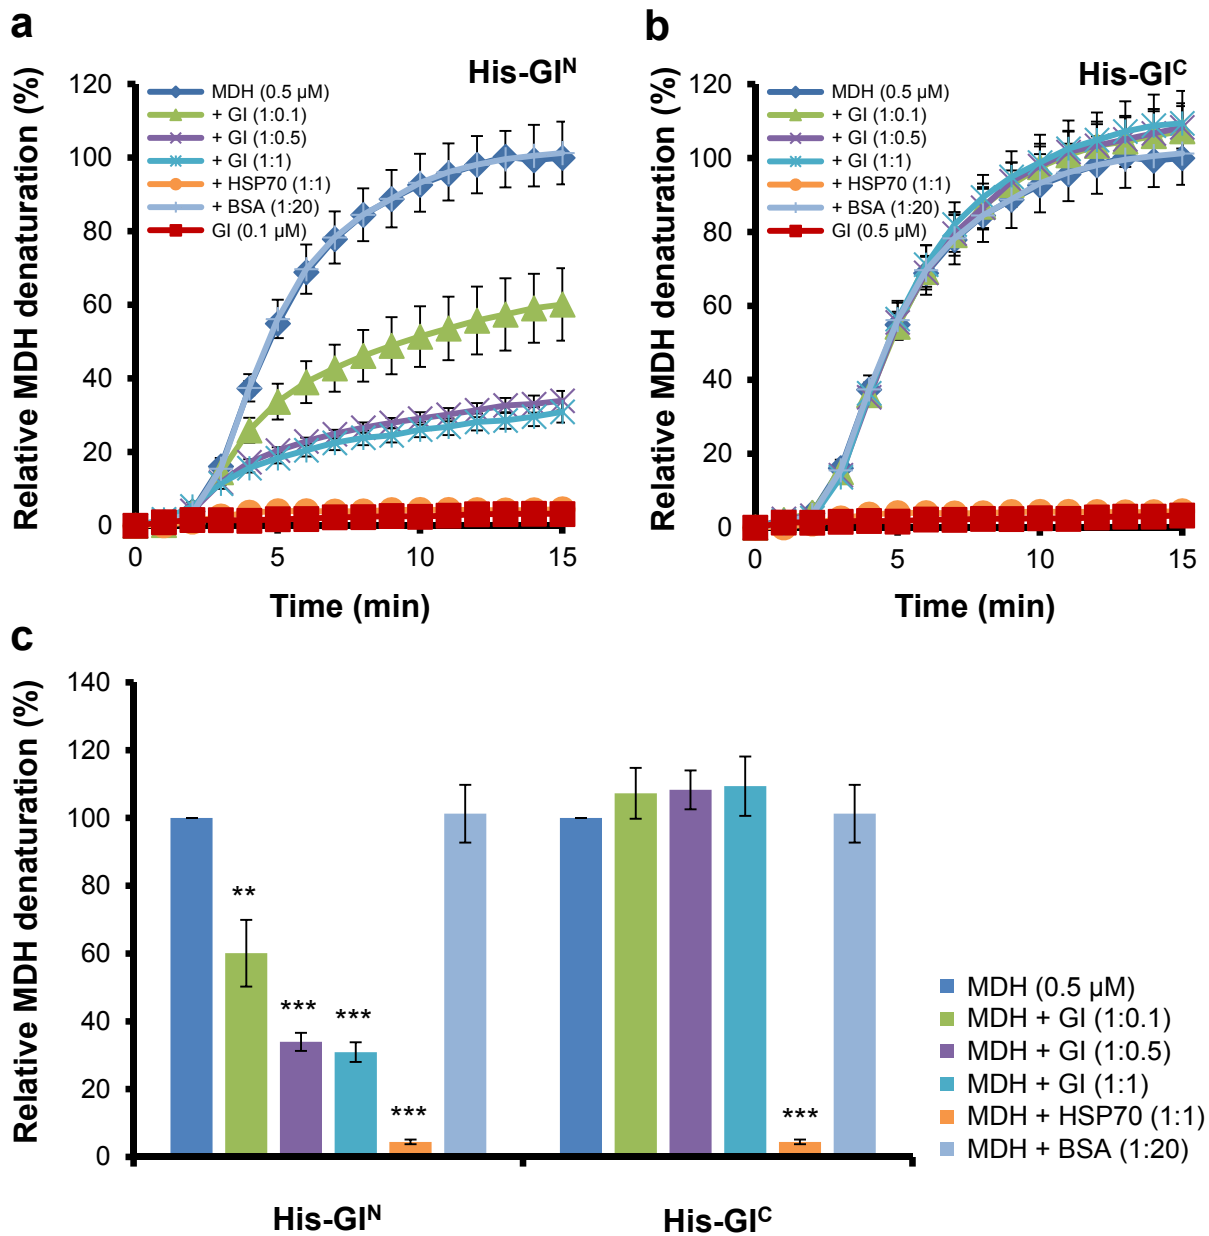 a
His-GIᴺ
Relative MDH denaturation (%)
120
100
80
60
40
20
0
MDH (0.5 µM)
+ GI (1:0.1)
+ GI (1:0.5)
+ GI (1:1)
+ HSP70 (1:1)
+ BSA (1:20)
GI (0.1 µM)
0 5 10 15
Time (min)
b
His-GIᶜ
Relative MDH denaturation (%)
120
100
80
60
40
20
0
MDH (0.5 µM)
+ GI (1:0.1)
+ GI (1:0.5)
+ GI (1:1)
+ HSP70 (1:1)
+ BSA (1:20)
GI (0.5 µM)
0 5 10 15
Time (min)
c
Relative MDH denaturation (%)
140
120
100
80
60
40
20
0
**
***
***
***
***
His-GIᴺ
His-GIᶜ
MDH (0.5 µM)
MDH + GI (1:0.1)
MDH + GI (1:0.5)
MDH + GI (1:1)
MDH + HSP70 (1:1)
MDH + BSA (1:20)